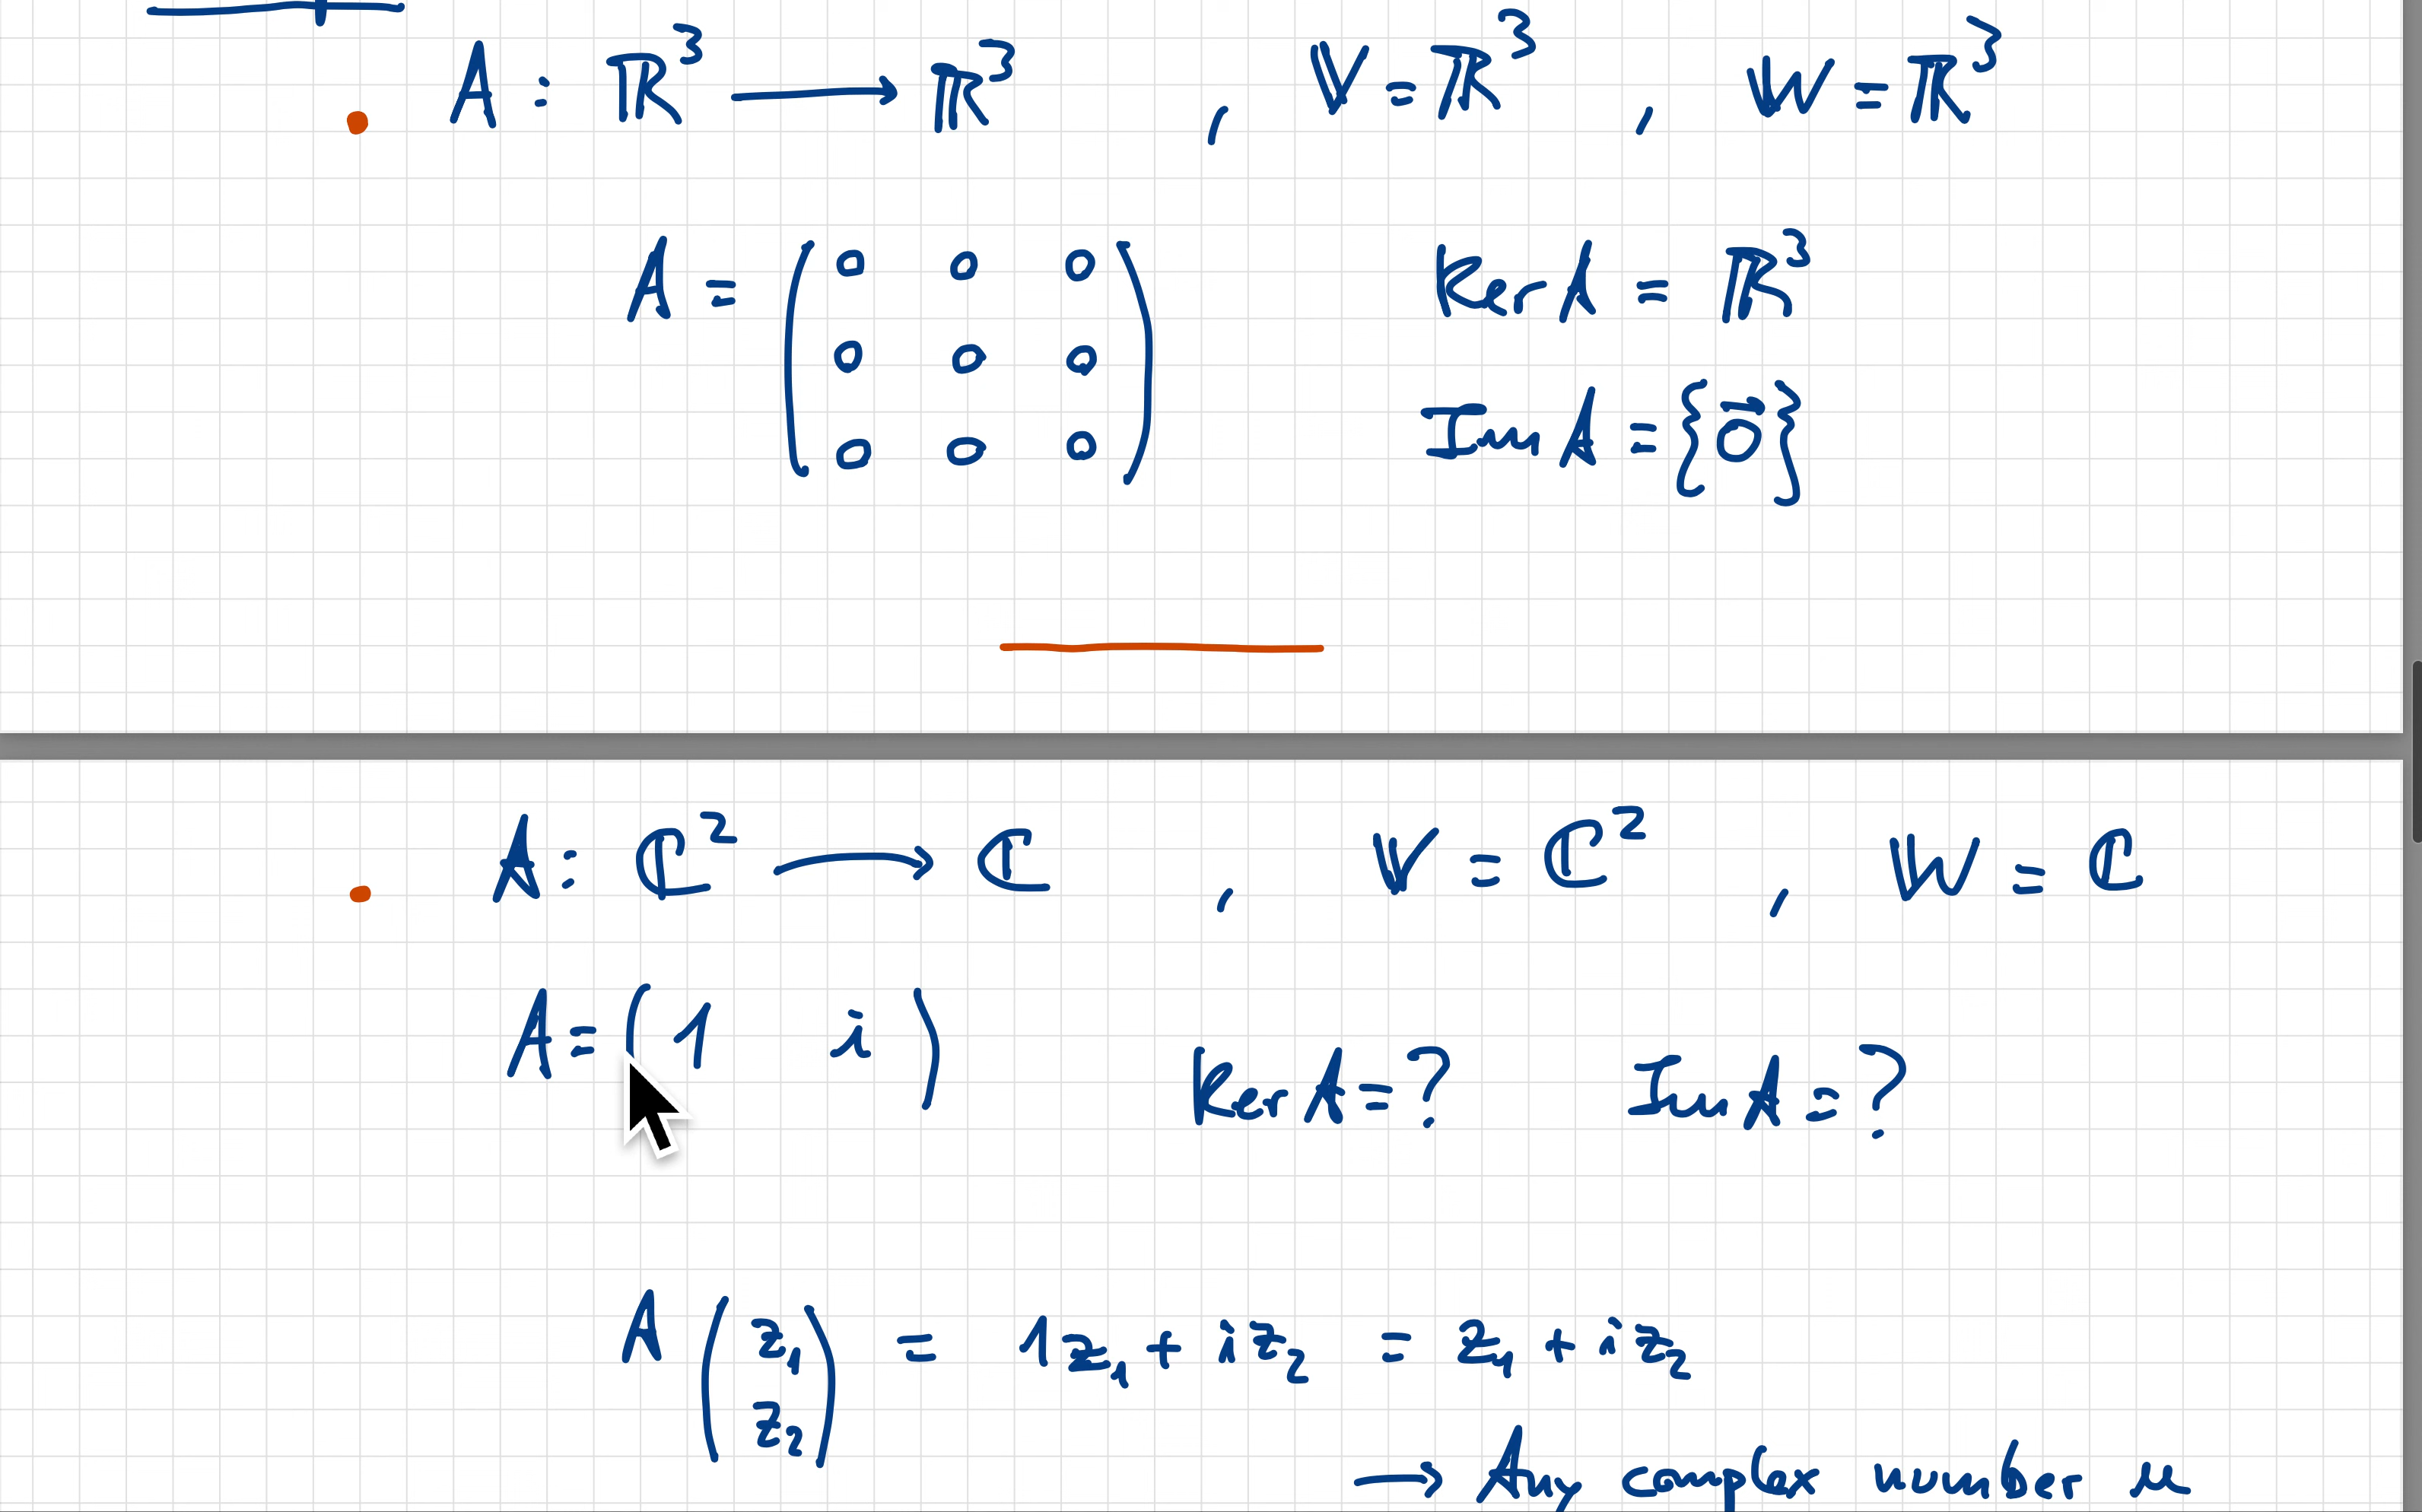 A : ℝ³ ⟶ ℝ³ , V = ℝ³ , W = ℝ³
A = ( 0 0 0 Ker A = ℝ³
0 0 0
0 0 0 ) Im A = {0⃗}
A : ℂ² ⟶ ℂ , V = ℂ² , W = ℂ
A = ( 1 i ) Ker A = ? Im A = ?
A ( z₁ z₂ ) = 1z₁ + iz₂ = z₁ + iz₂
→ Any complex number u